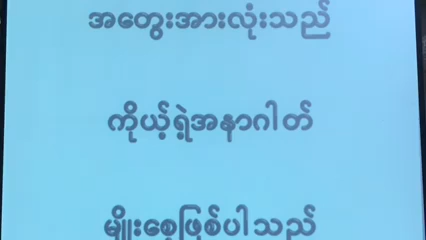 အတွေးအားလုံးသည်
ကိုယ့်ရဲ့အနာဂါတ်
မျိုးစေ့ဖြစ်ပါသည်